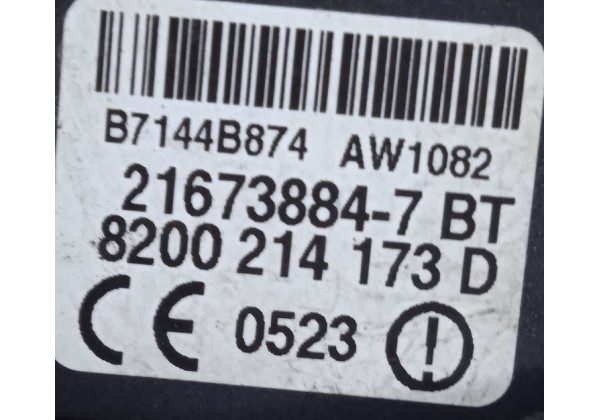 B7144B874 AW1082
21673884-7 BT
8200 214 173 D
CE 0523 !